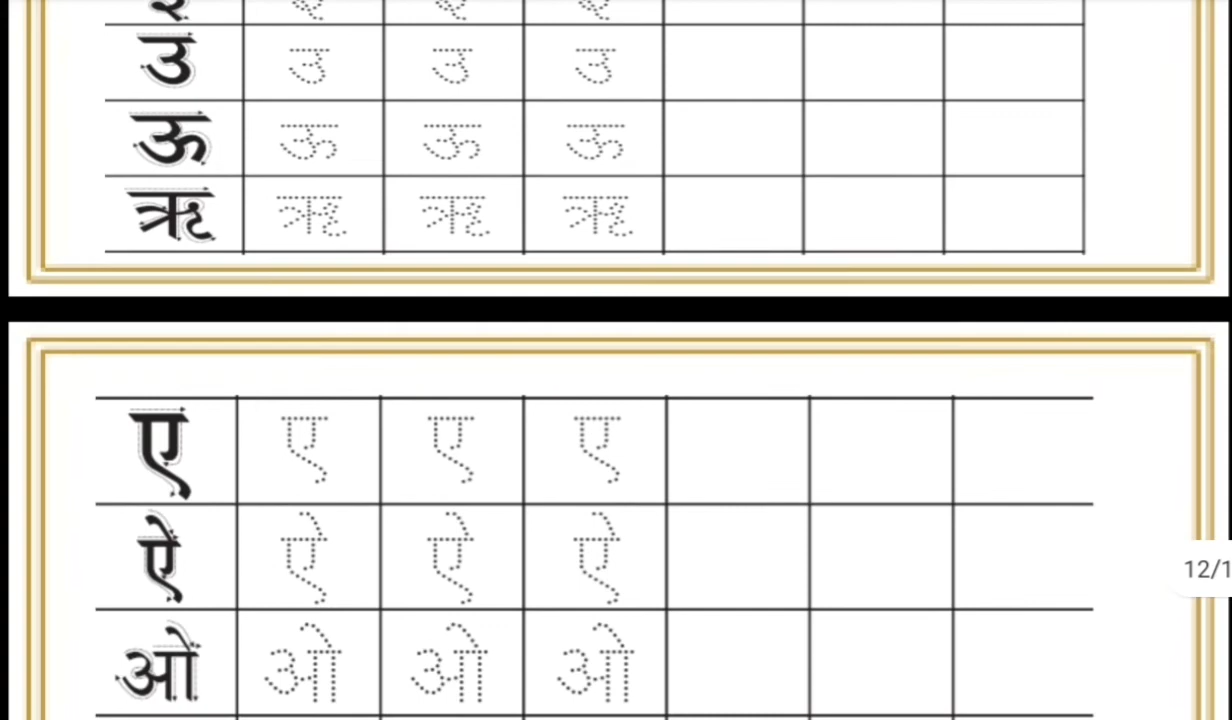 उ उ उ उ
ऊ ऊ ऊ ऊ
ऋ ऋ ऋ ऋ
ए ए ए ए
ऐ ऐ ऐ ऐ
ओ ओ ओ ओ
12/1